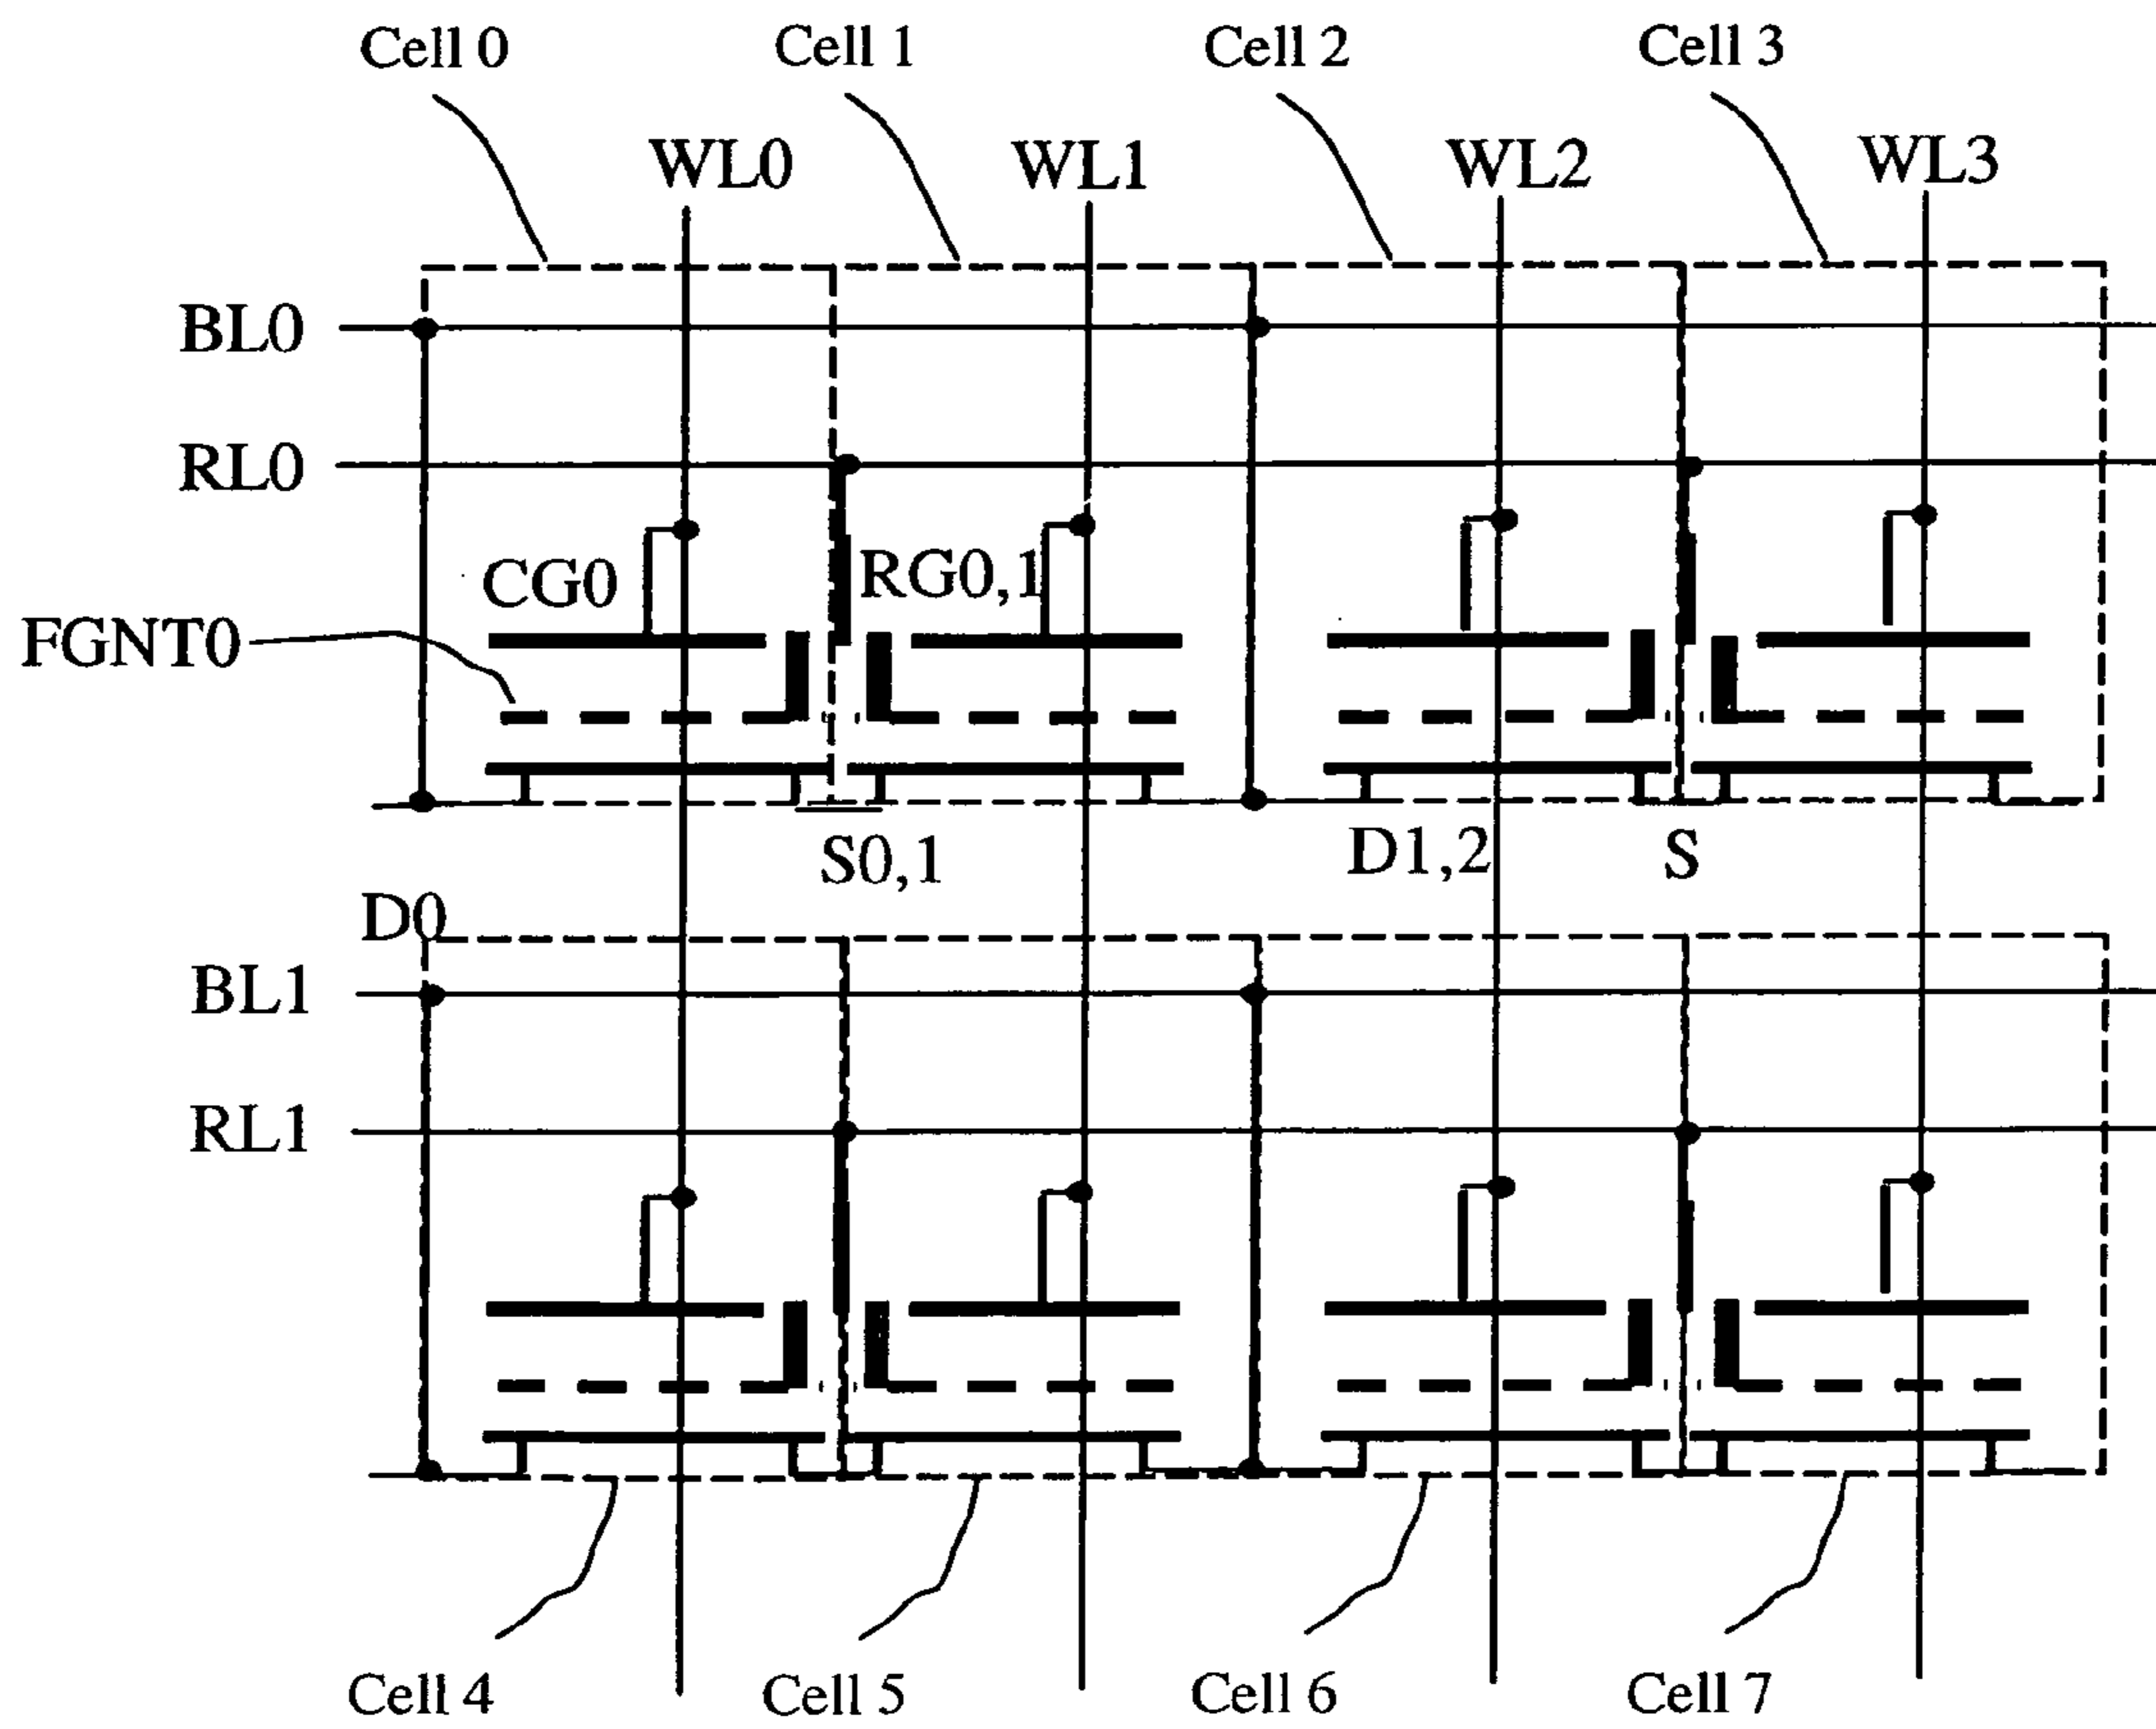 Cell 0
Cell 1
Cell 2
Cell 3
WL0
WL1
WL2
WL3
BL0
RL0
CG0
RG0,1
FGNT0
S0,1
D1,2
S
D0
BL1
RL1
Cell 4
Cell 5
Cell 6
Cell 7